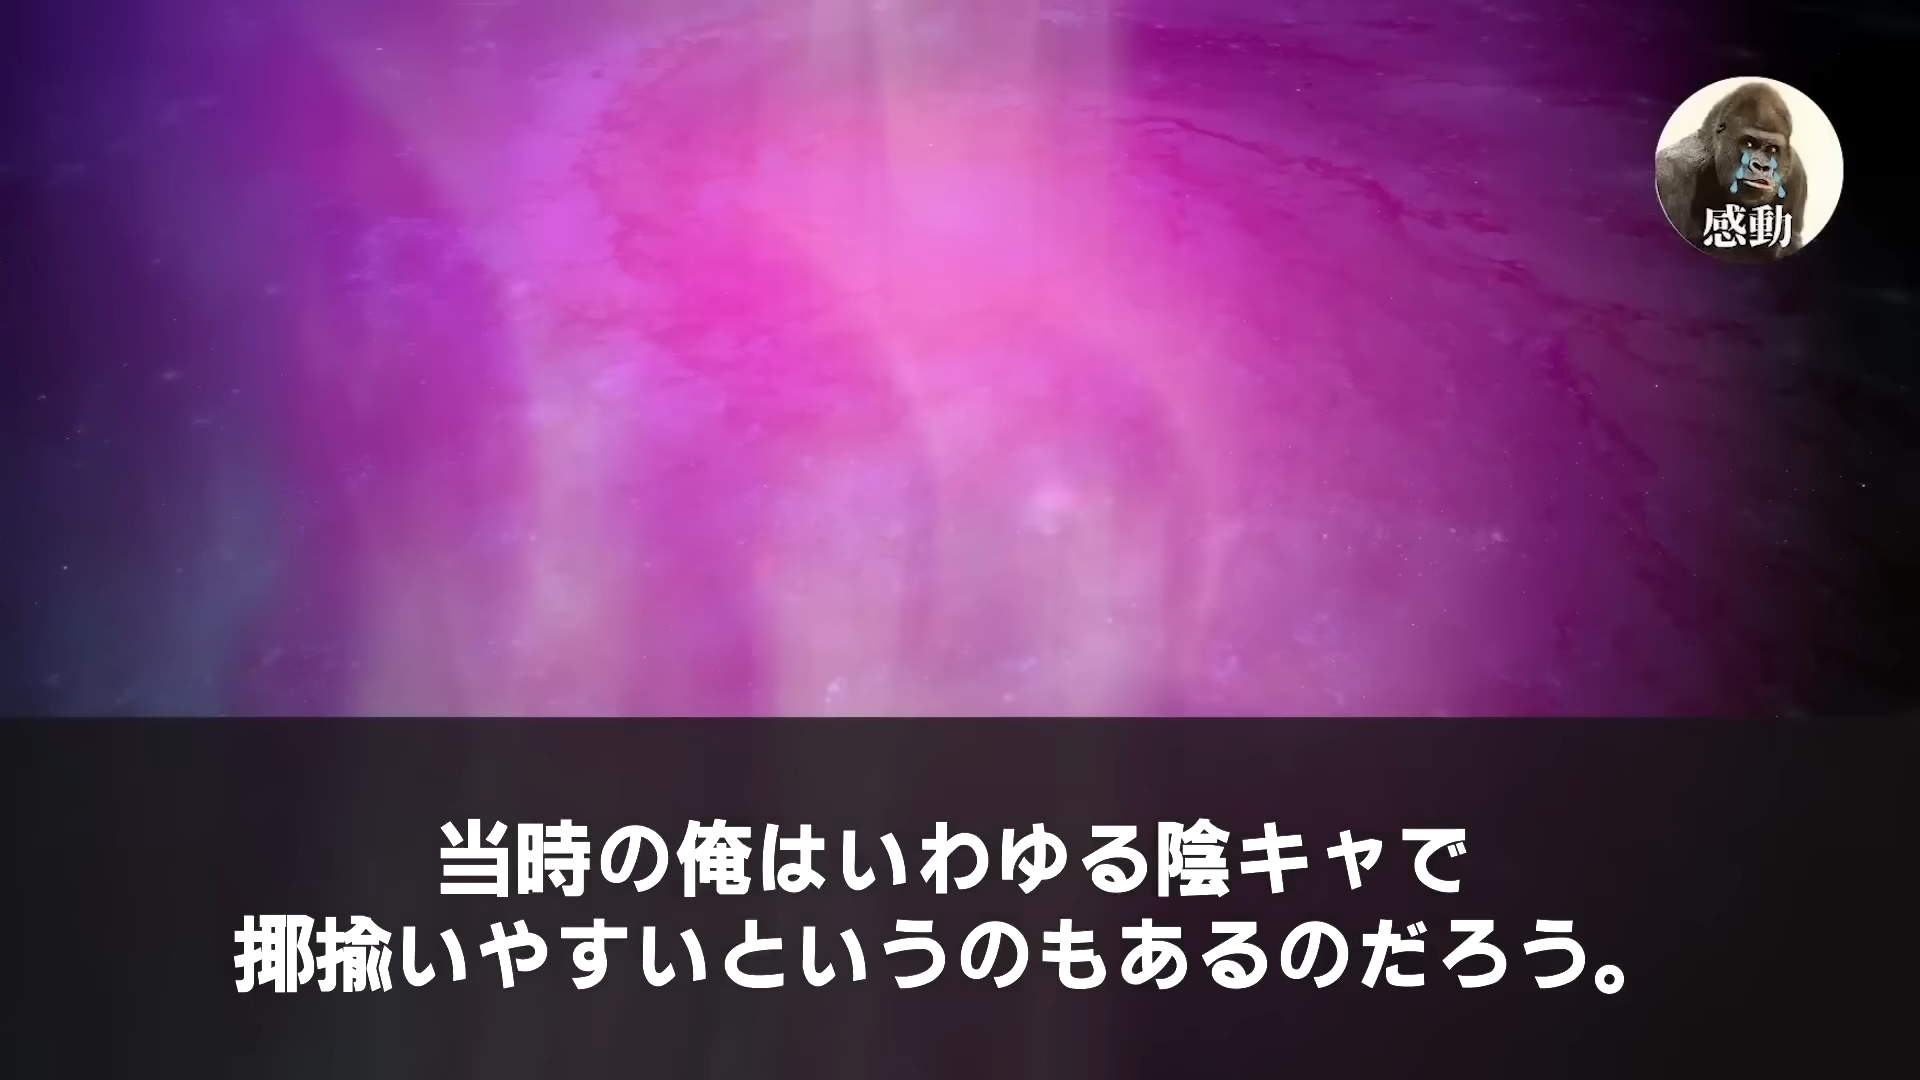 感動
当時の俺はいわゆる陰キャで
揶揄いやすいというのもあるのだろう。